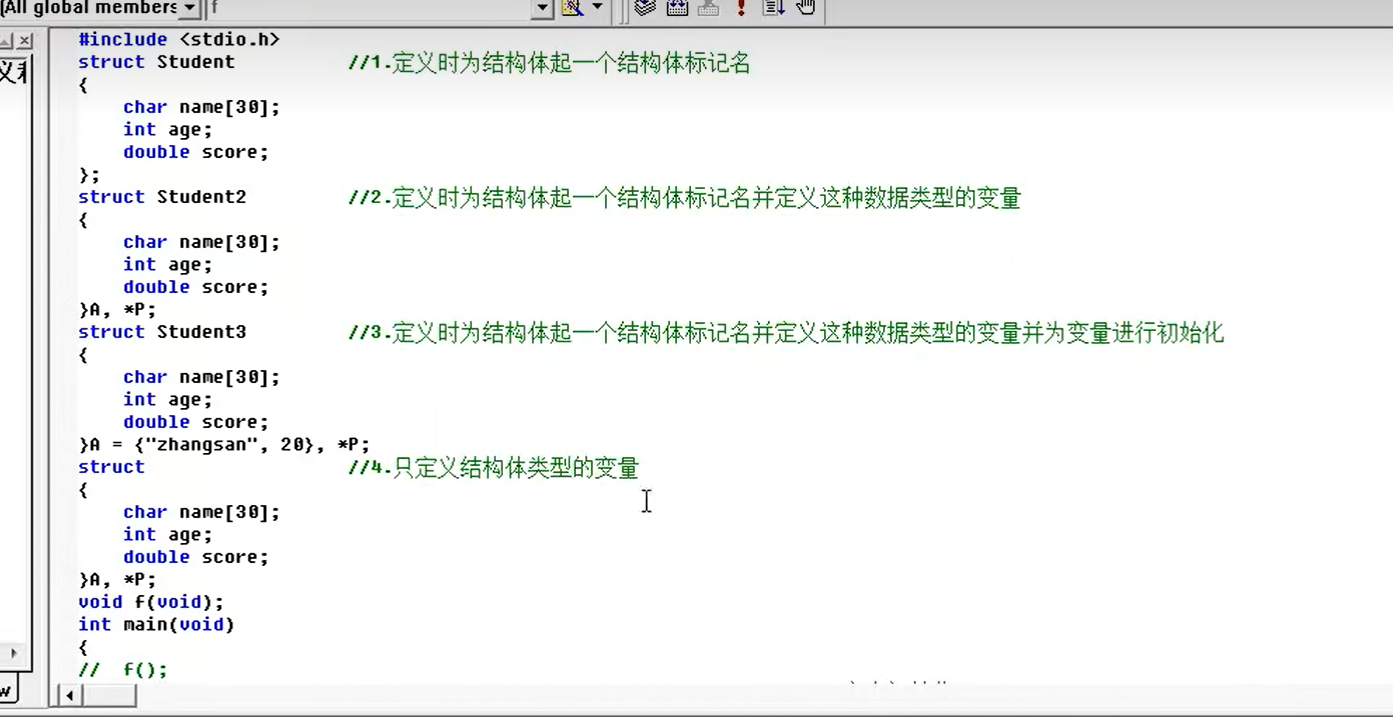 (All global members
f
#include <stdio.h>
struct Student //1.定义时为结构体起一个结构体标记名
{
char name[30];
int age;
double score;
};
struct Student2 //2.定义时为结构体起一个结构体标记名并定义这种数据类型的变量
{
char name[30];
int age;
double score;
}A, *P;
struct Student3 //3.定义时为结构体起一个结构体标记名并定义这种数据类型的变量并为变量进行初始化
{
char name[30];
int age;
double score;
}A = {"zhangsan", 20}, *P;
struct //4.只定义结构体类型的变量
{
char name[30];
int age;
double score;
}A, *P;
void f(void);
int main(void)
{
// f();